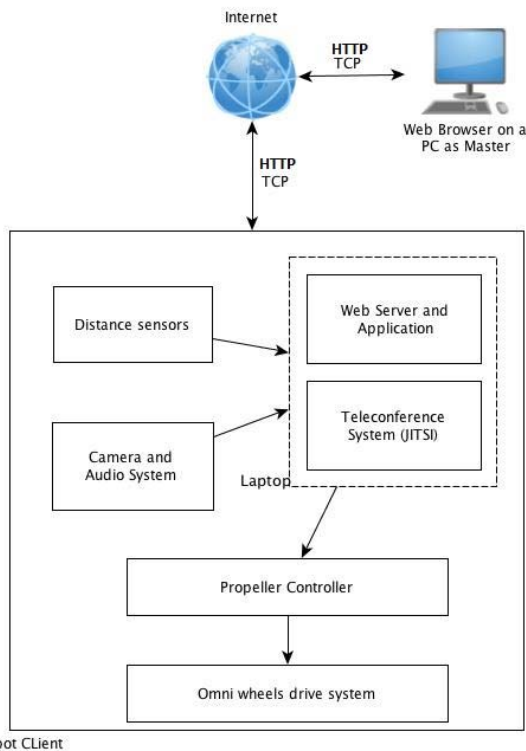 Internet
HTTP
TCP
Web Browser on a
PC as Master
HTTP
TCP
Distance sensors
Web Server and
Application
Camera and
Audio System
Teleconference
System (JITSI)
Laptop
Propeller Controller
Omni wheels drive system
CLient